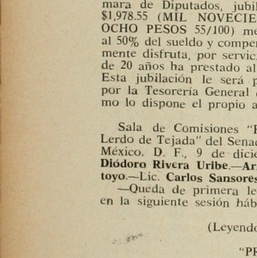 mara de Diputados, jubil
$1,978.55 (MIL NOVECIE
OCHO PESOS 55/100) me
al 50% del sueldo y compe
mente disfruta, por servic
de 20 años ha prestado al
Esta jubilación le será p
por la Tesorería General
mo lo dispone el propio a
Sala de Comisiones "
Lerdo de Tejada" del Sena
México. D. F., 9 de dicie
Diódoro Rivera Uribe.—Ar
toyo.—Lic. Carlos Sansores
—Queda de primera le
en la siguiente sesión háb
(Leyendo
"P